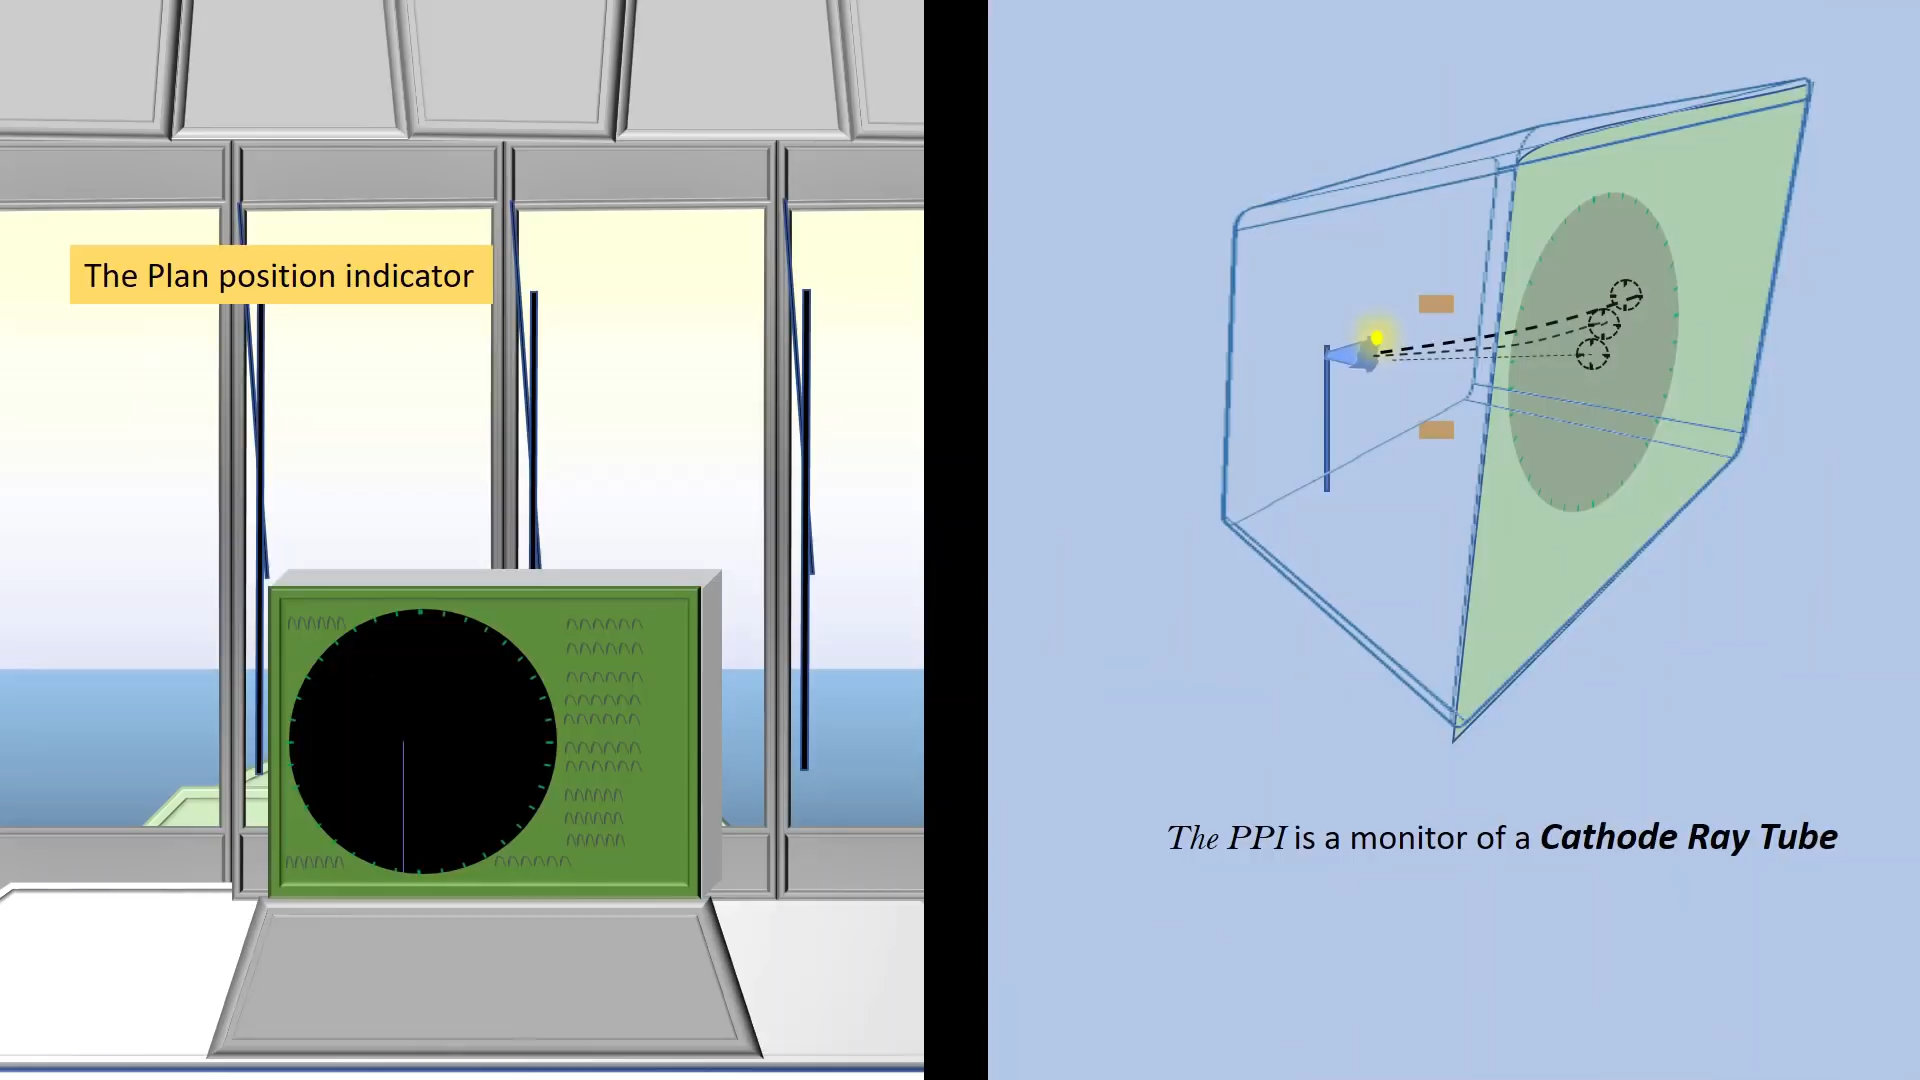 The Plan position indicator
The PPI is a monitor of a Cathode Ray Tube